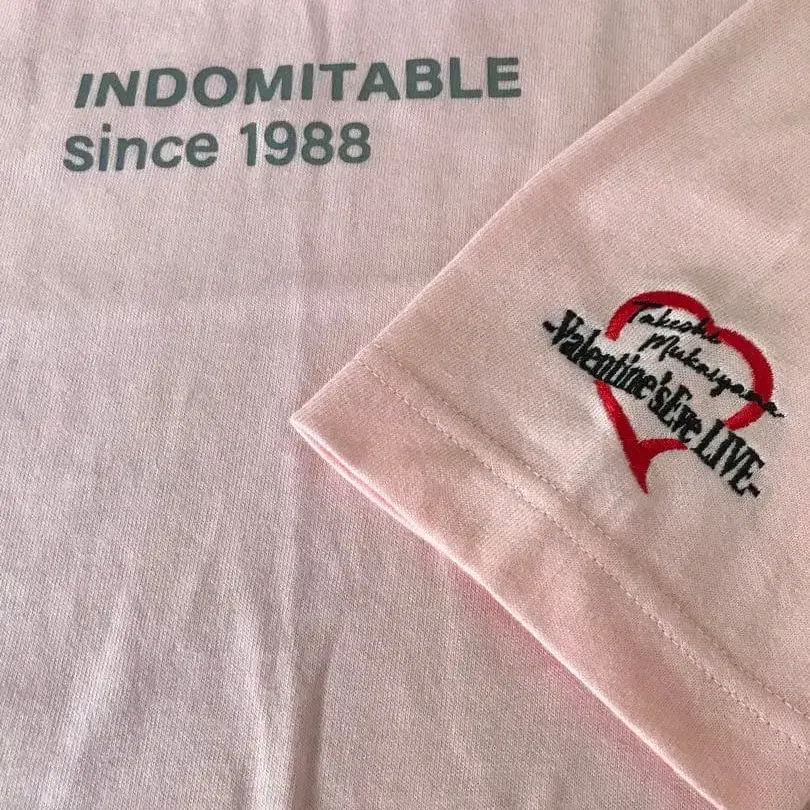 INDOMITABLE
since 1988
Takeshi
Mukaiyama
-Valentine'sEve LIVE-